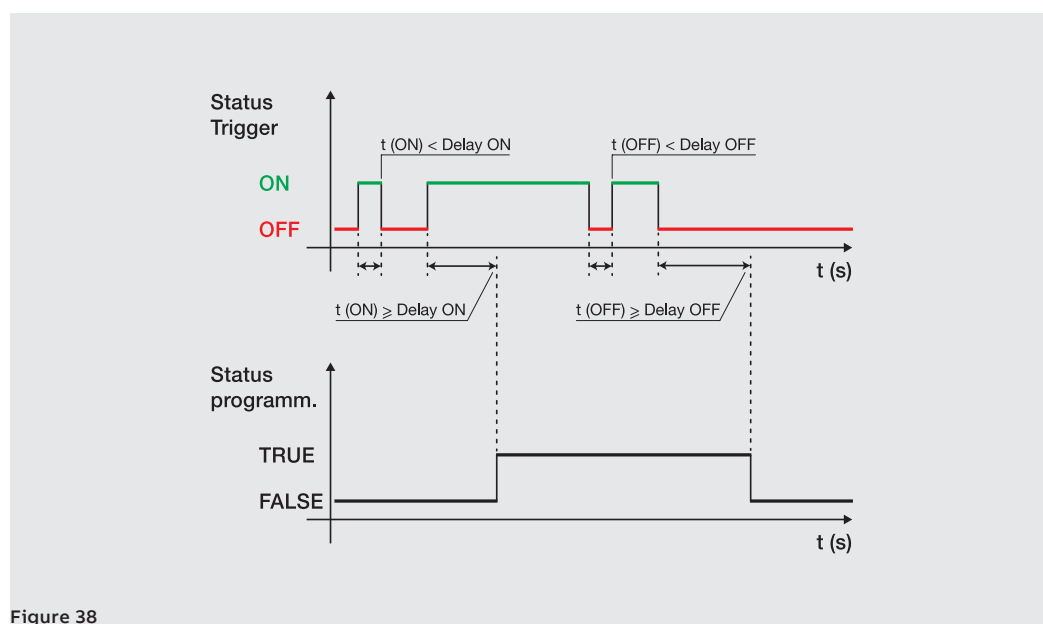 Status
Trigger
t (ON) < Delay ON
t (OFF) < Delay OFF
ON
OFF
t (s)
t (ON) ⩾ Delay ON
t (OFF) ⩾ Delay OFF
Status
programm.
TRUE
FALSE
t (s)
Figure 38